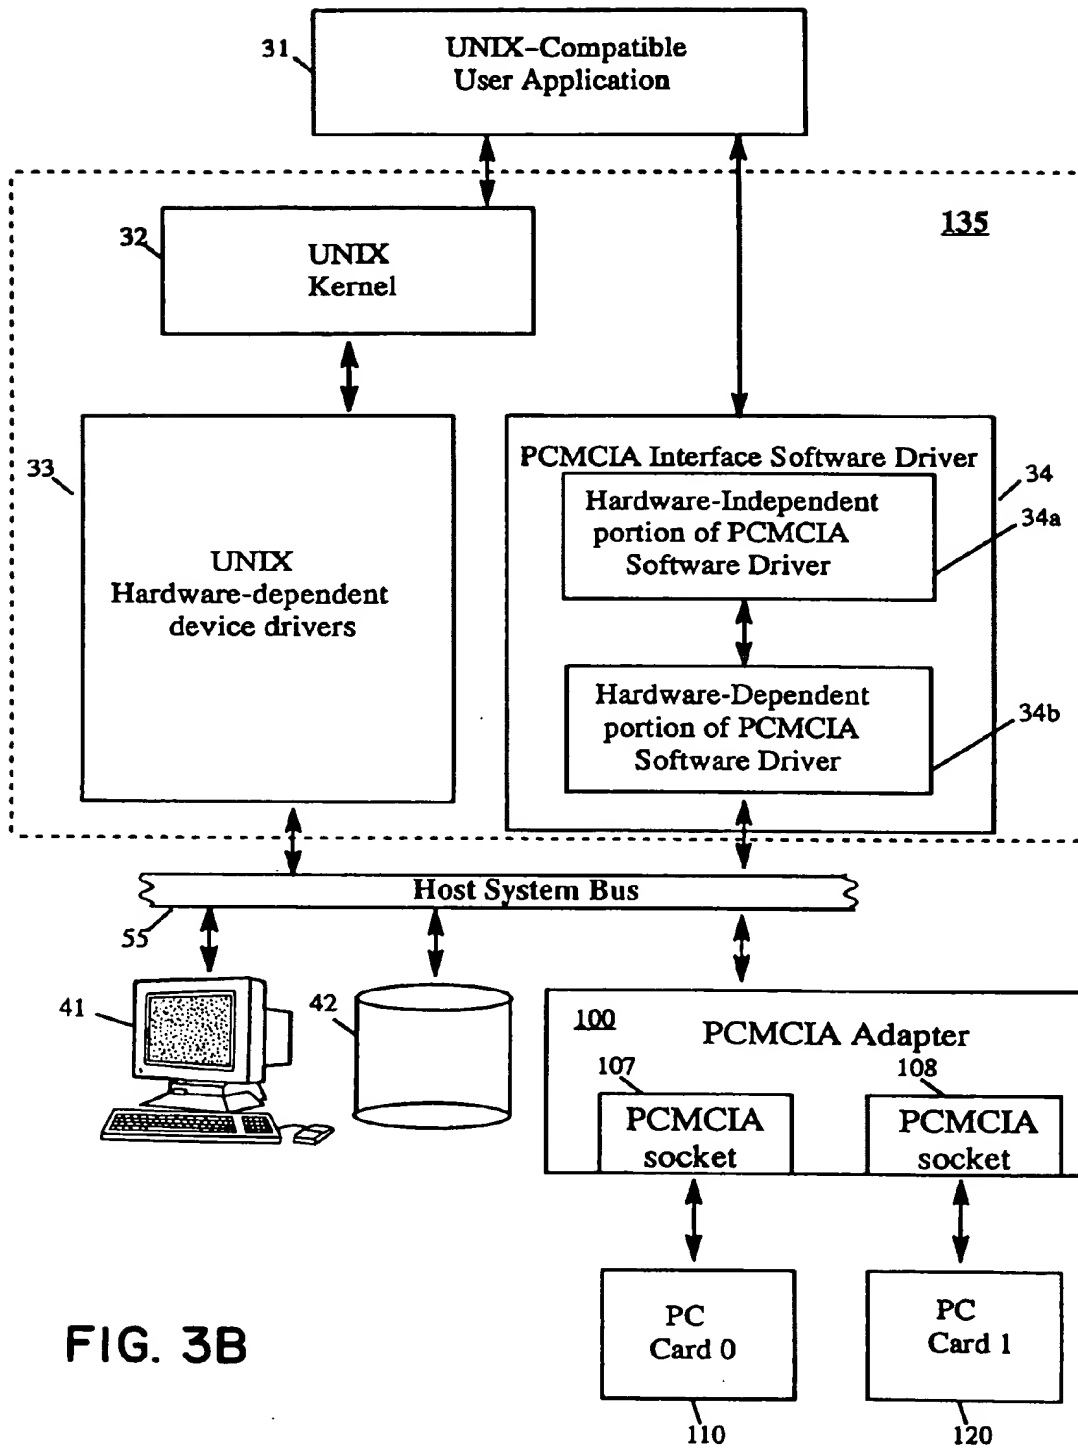 31
UNIX-Compatible
User Application
135
32
UNIX
Kernel
33
UNIX
Hardware-dependent
device drivers
PCMCIA Interface Software Driver
34
Hardware-Independent
portion of PCMCIA
Software Driver
34a
Hardware-Dependent
portion of PCMCIA
Software Driver
34b
Host System Bus
55
41
42
100
PCMCIA Adapter
107
PCMCIA
socket
108
PCMCIA
socket
PC
Card 0
110
PC
Card 1
120
FIG. 3B